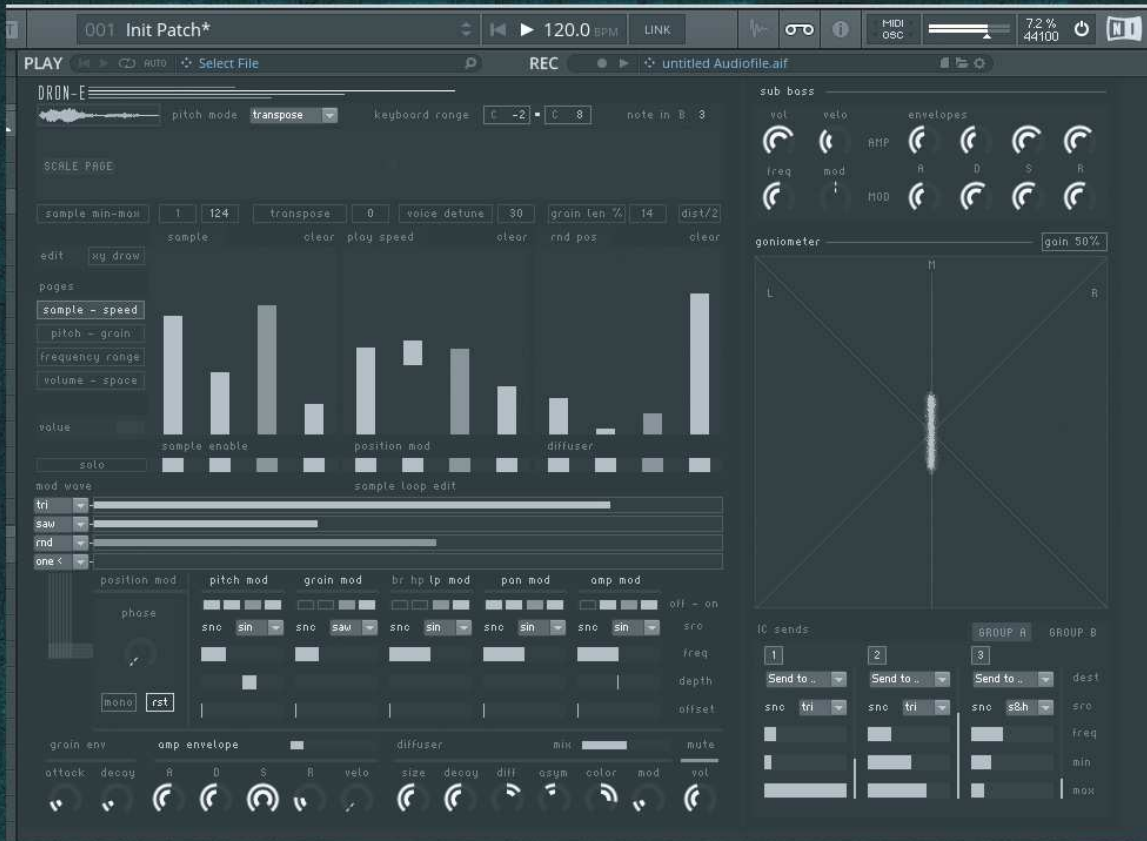 001 Init Patch* 120.0 BPM LINK MIDI OSC 7.2 % 44100 NI
PLAY AUTO Select File REC untitled Audiofile.aif
DRON-E
pitch mode transpose keyboard range C -2 - C 8 note in B 3
SCALE PAGE
sample min-max 1 124 transpose 0 voice detune 30 grain len % 14 dist/2
sample clear play speed clear rnd pos clear
edit xy draw
pages
sample - speed
pitch - grain
frequency range
volume - space
value
sample enable position mod diffuser
solo
mod wave sample loop edit
tri
saw
rnd
one <
position mod pitch mod grain mod br hp lp mod pan mod amp mod
off - on
phase
snc sin snc saw snc sin snc sin snc sin src
freq
depth
mono rst offset
grain env amp envelope diffuser mix mute
attack decay A D S R velo size decay diff asym color mod vol
sub bass
vol velo envelopes
AMP
freq mod A D S R
MOD
goniometer gain 50%
M
L R
IC sends GROUP A GROUP B
1 2 3
Send to .. Send to .. Send to .. dest
snc tri snc tri snc s&h src
freq
min
max